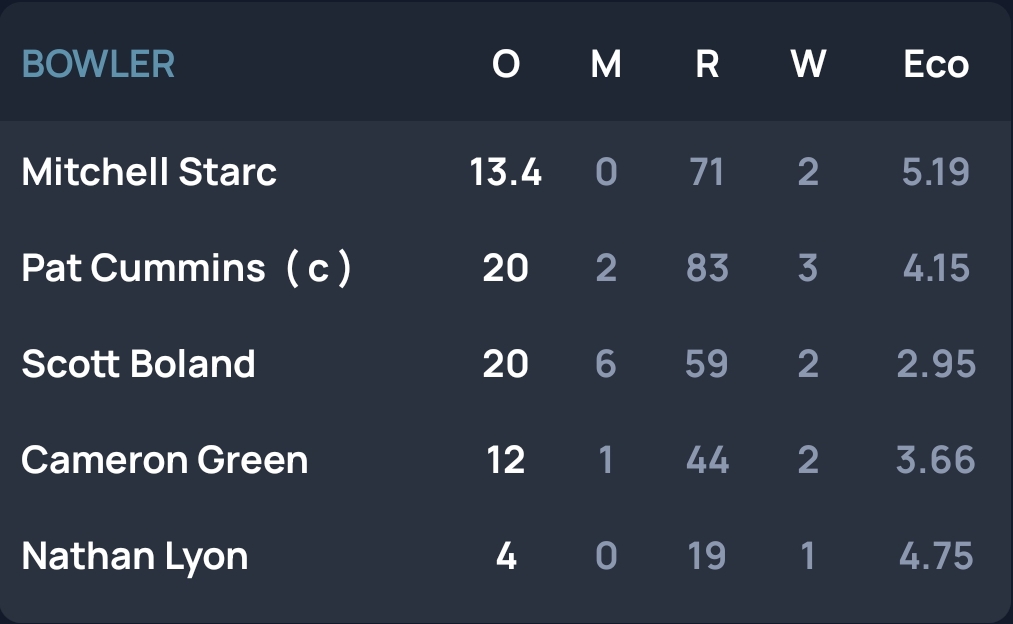 BOWLER O M R W Eco
Mitchell Starc 13.4 0 71 2 5.19
Pat Cummins ( c ) 20 2 83 3 4.15
Scott Boland 20 6 59 2 2.95
Cameron Green 12 1 44 2 3.66
Nathan Lyon 4 0 19 1 4.75